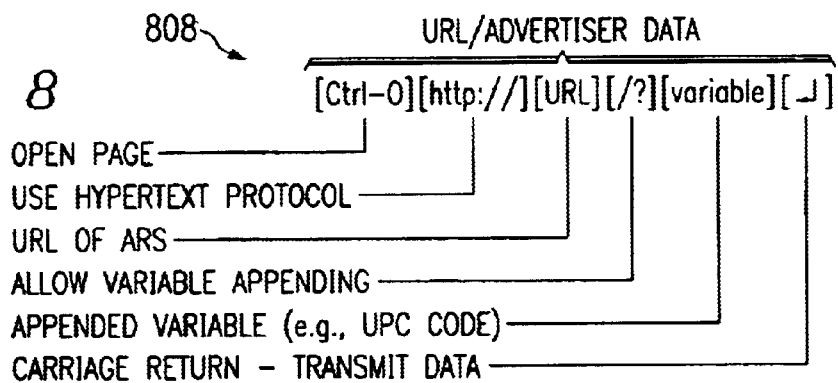 808
URL/ADVERTISER DATA
8
[Ctrl-O][http://][URL][/?][variable][ ↵ ]
OPEN PAGE
USE HYPERTEXT PROTOCOL
URL OF ARS
ALLOW VARIABLE APPENDING
APPENDED VARIABLE (e.g., UPC CODE)
CARRIAGE RETURN - TRANSMIT DATA